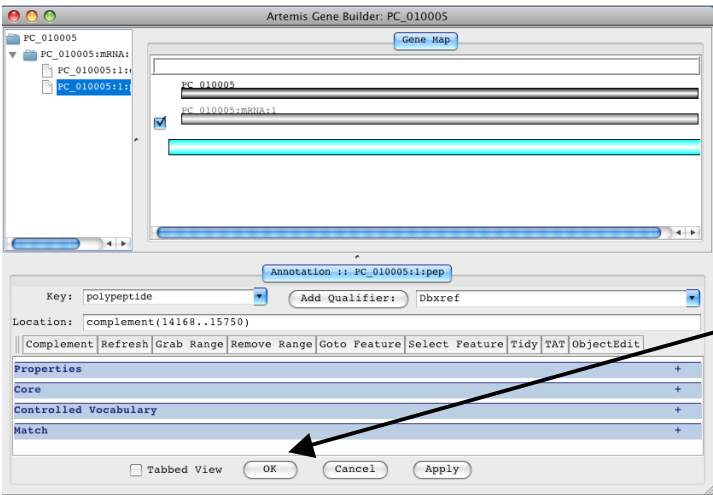 Artemis Gene Builder: PC_010005
PC_010005
PC_010005:mRNA:
PC_010005:1:
PC_010005:1:
Gene Map
PC_010005
PC_010005:mRNA:1
Annotation :: PC_010005:1:pep
Key: polypeptide Add Qualifier: Dbxref
Location: complement(14168..15750)
Complement Refresh Grab Range Remove Range Goto Feature Select Feature Tidy TAT ObjectEdit
Properties +
Core +
Controlled Vocabulary +
Match +
Tabbed View OK Cancel Apply